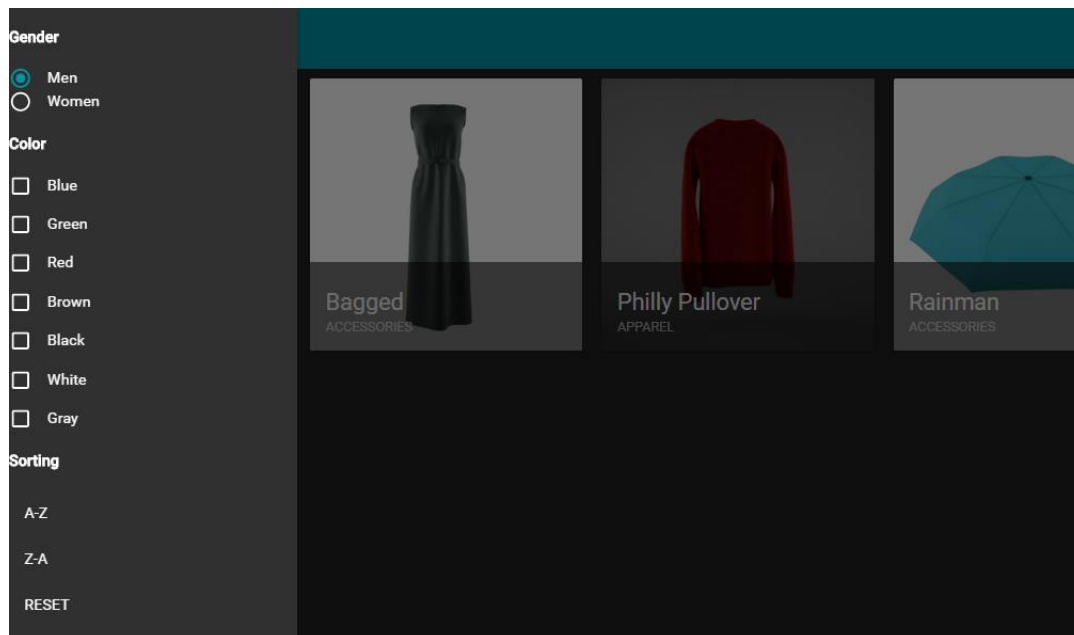 Gender
Men
Women
Color
Blue
Green
Red
Brown
Black
White
Gray
Sorting
A-Z
Z-A
RESET
Bagged
ACCESSORIES
Philly Pullover
APPAREL
Rainman
ACCESSORIES